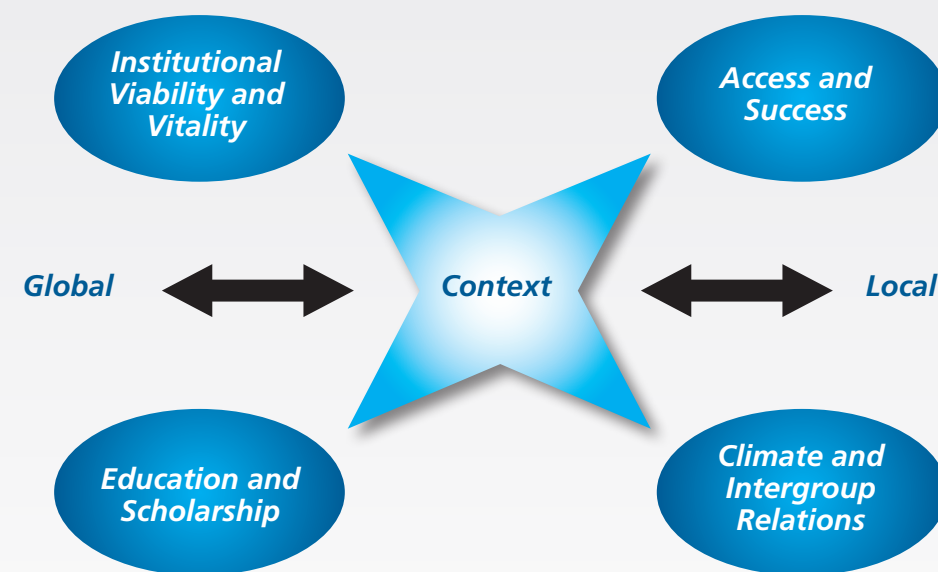 Institutional
Viability and
Vitality
Access and
Success
Global
Context
Local
Education and
Scholarship
Climate and
Intergroup
Relations